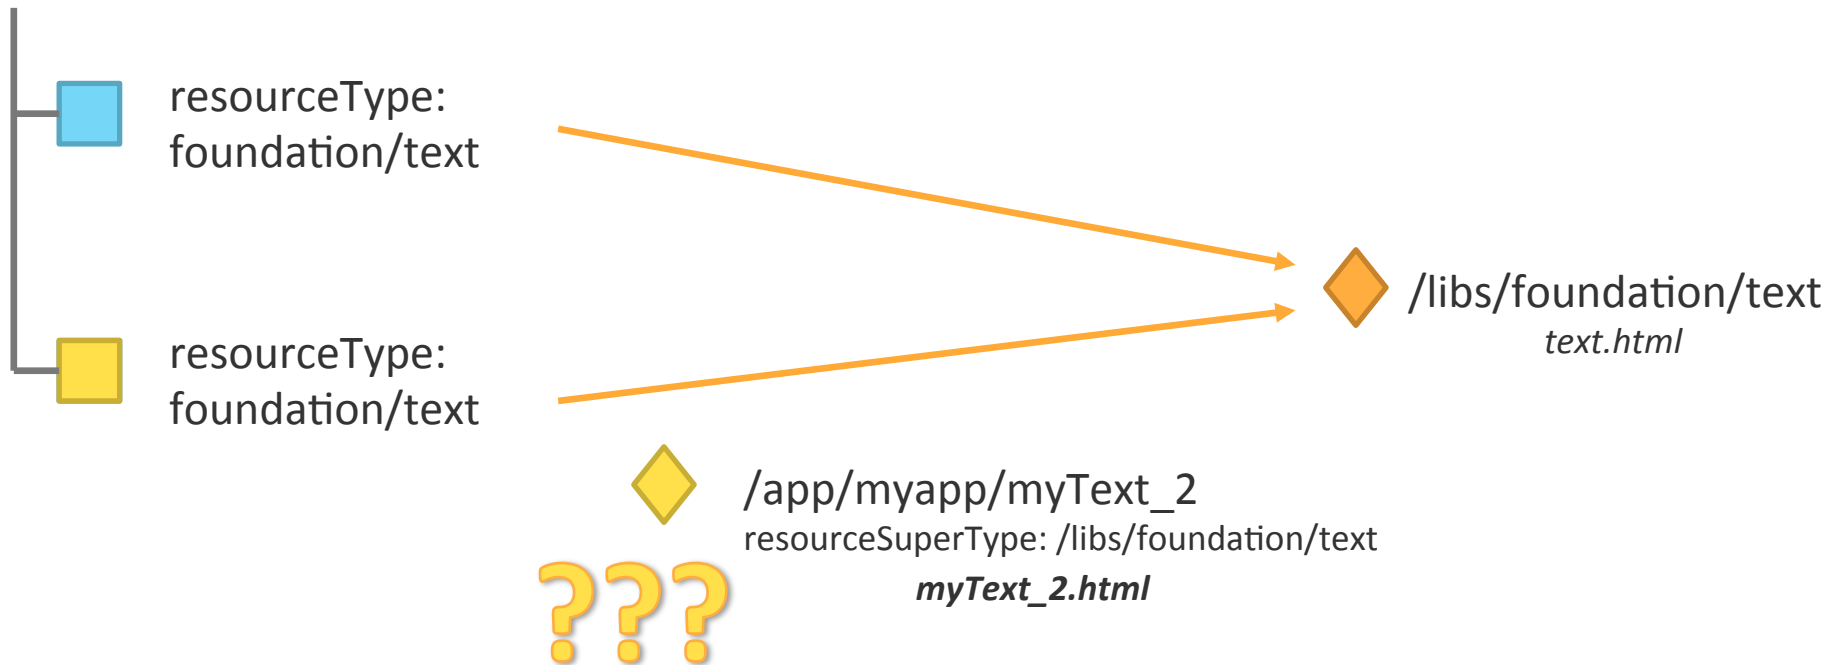 resourceType:
foundation/text
/libs/foundation/text
text.html
resourceType:
foundation/text
/app/myapp/myText_2
resourceSuperType: /libs/foundation/text
myText_2.html
???